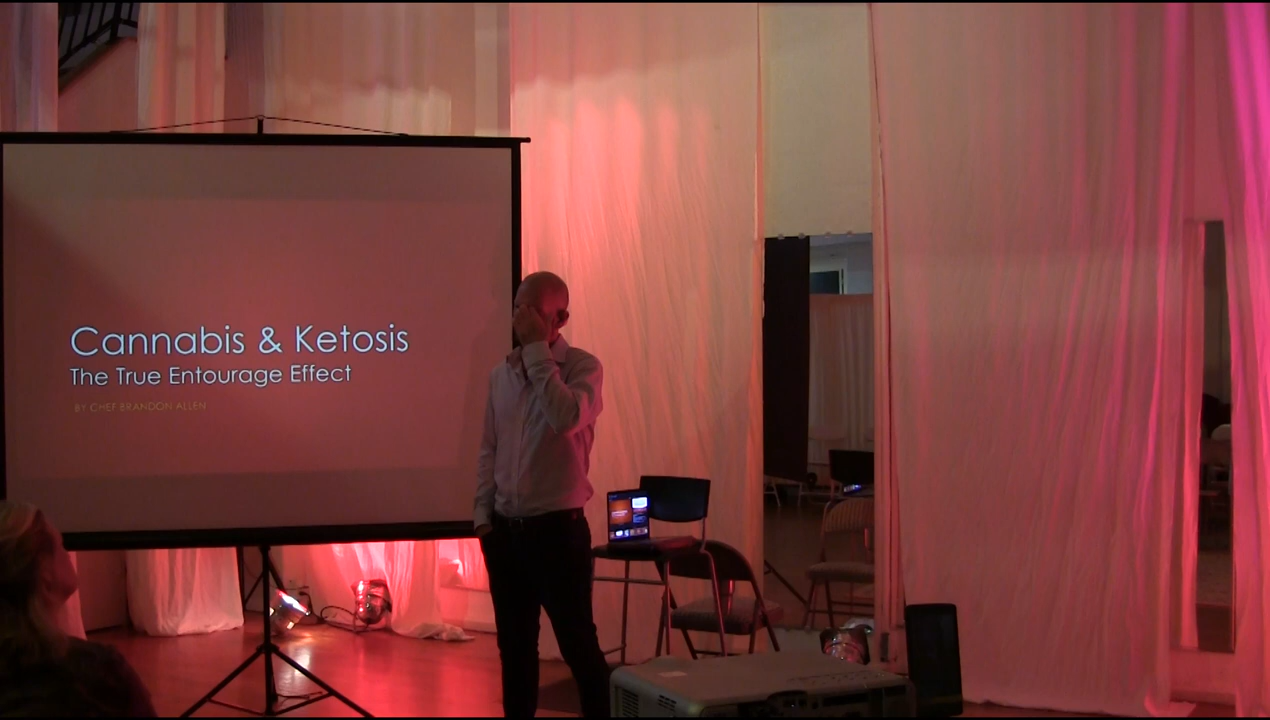 Cannabis & Ketosis
The True Entourage Effect
BY CHEF BRANDON ALLEN